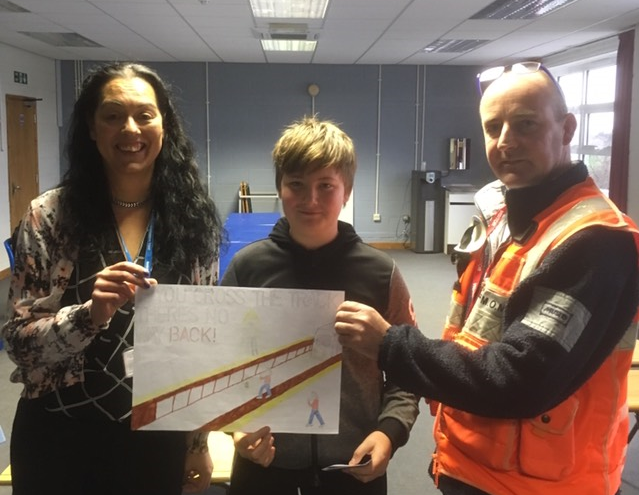 YOU CROSS THE TRACK
THERES NO
BACK!